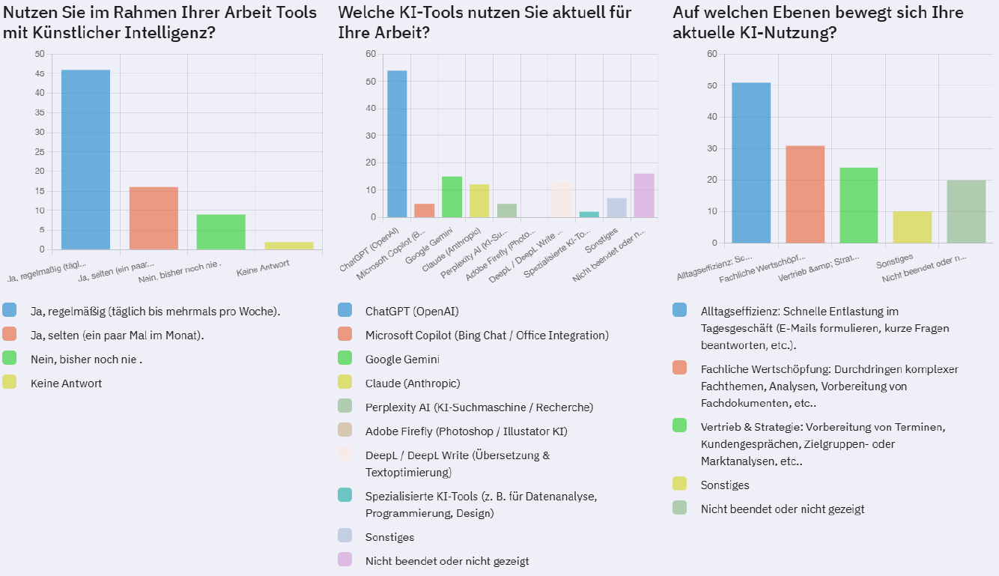 Nutzen Sie im Rahmen Ihrer Arbeit Tools
mit Künstlicher Intelligenz?
50
45
40
35
30
25
20
15
10
5
0
Ja, regelmäßig (tägl...
Ja, selten (ein paar...
Nein, bisher noch nie .
Keine Antwort
Ja, regelmäßig (täglich bis mehrmals pro Woche).
Ja, selten (ein paar Mal im Monat).
Nein, bisher noch nie .
Keine Antwort
Welche KI-Tools nutzen Sie aktuell für
Ihre Arbeit?
60
50
40
30
20
10
0
ChatGPT (OpenAI)
Microsoft Copilot (B...
Google Gemini
Claude (Anthropic)
Perplexity AI (KI-Su...
Adobe Firefly (Photo...
DeepL / DeepL Write ...
Spezialisierte KI-To...
Sonstiges
Nicht beendet oder n...
ChatGPT (OpenAI)
Microsoft Copilot (Bing Chat / Office Integration)
Google Gemini
Claude (Anthropic)
Perplexity AI (KI-Suchmaschine / Recherche)
Adobe Firefly (Photoshop / Illustator KI)
DeepL / DeepL Write (Übersetzung &
Textoptimierung)
Spezialisierte KI-Tools (z. B. für Datenanalyse,
Programmierung, Design)
Sonstiges
Nicht beendet oder nicht gezeigt
Auf welchen Ebenen bewegt sich Ihre
aktuelle KI-Nutzung?
60
50
40
30
20
10
0
Alltagseffizienz: Sc...
Fachliche Wertschöpf...
Vertrieb &amp; Strat...
Sonstiges
Nicht beendet oder n...
Alltagseffizienz: Schnelle Entlastung im
Tagesgeschäft (E-Mails formulieren, kurze Fragen
beantworten, etc.).
Fachliche Wertschöpfung: Durchdringen komplexer
Fachthemen, Analysen, Vorbereitung von
Fachdokumenten, etc..
Vertrieb & Strategie: Vorbereitung von Terminen,
Kundengesprächen, Zielgruppen- oder
Marktanalysen, etc..
Sonstiges
Nicht beendet oder nicht gezeigt